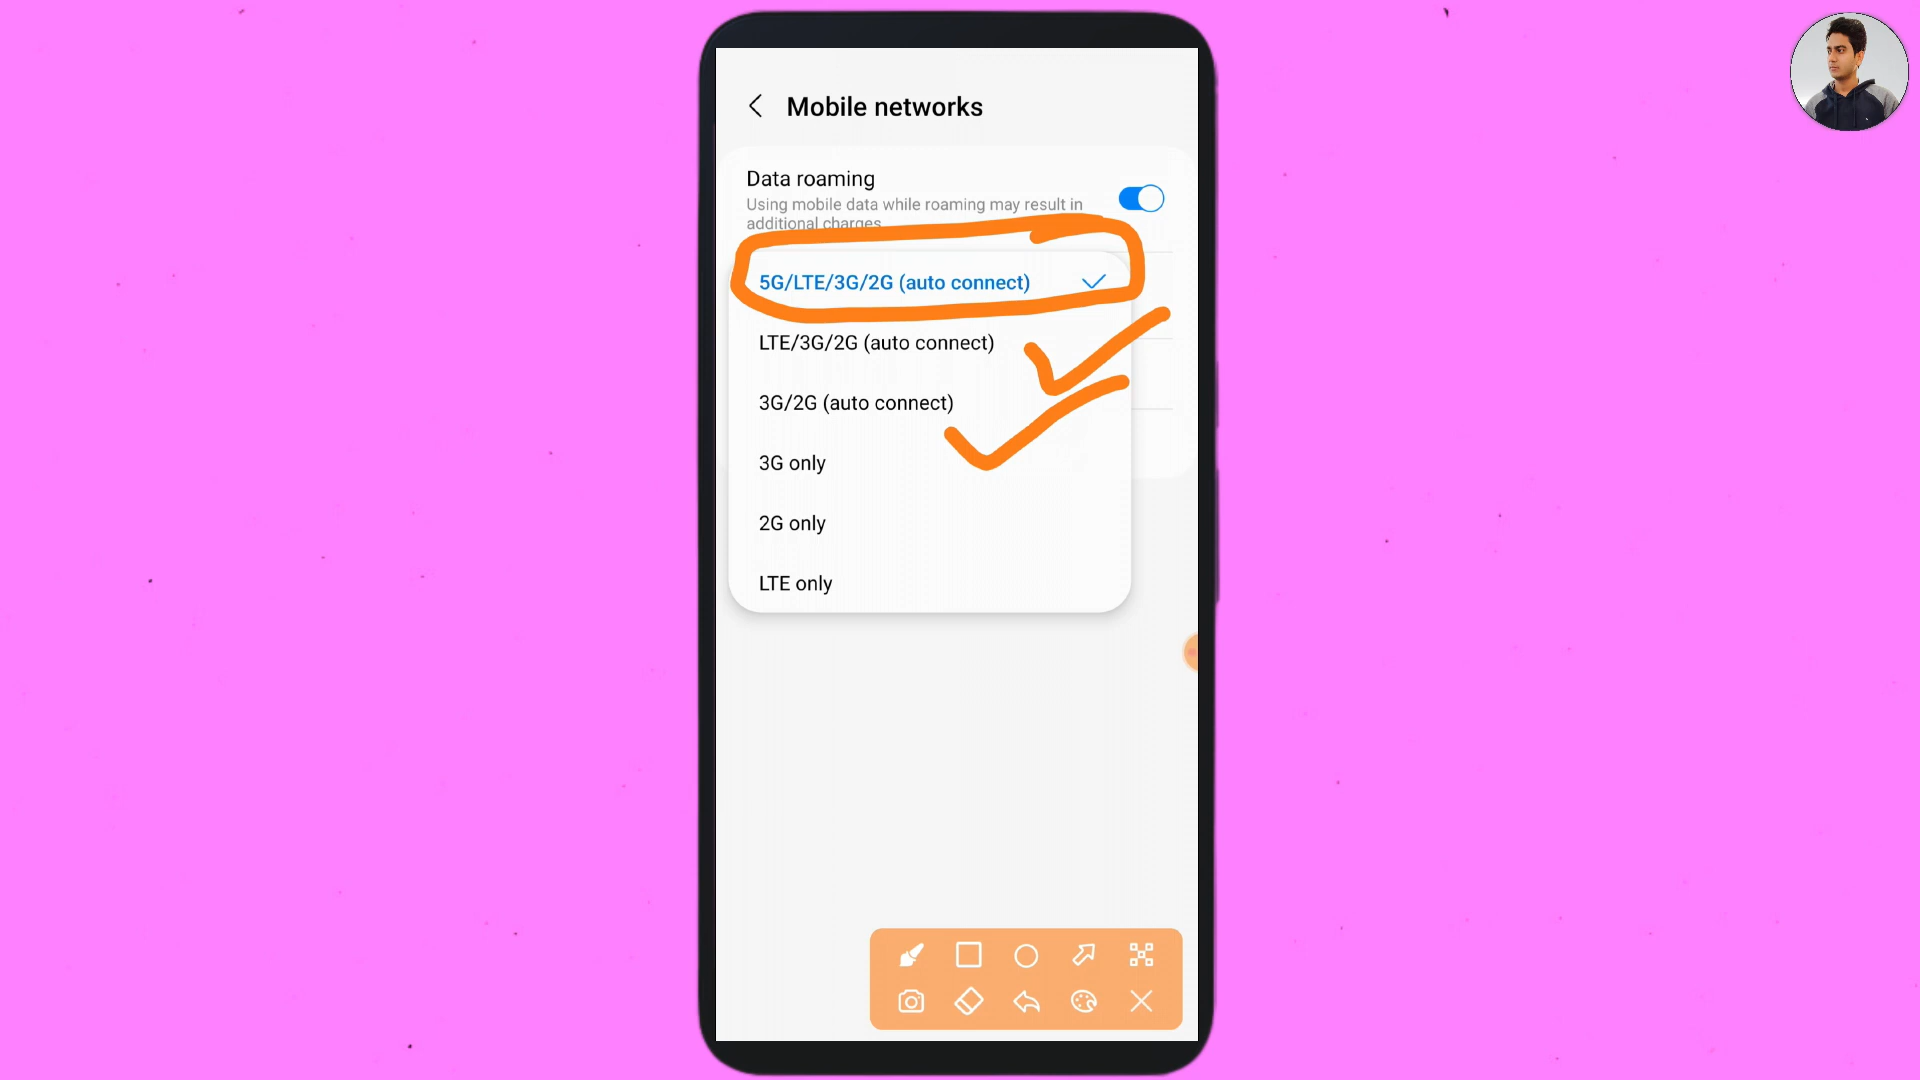 Mobile networks
Data roaming
Using mobile data while roaming may result in
additional charges.
5G/LTE/3G/2G (auto connect)
LTE/3G/2G (auto connect)
3G/2G (auto connect)
3G only
2G only
LTE only